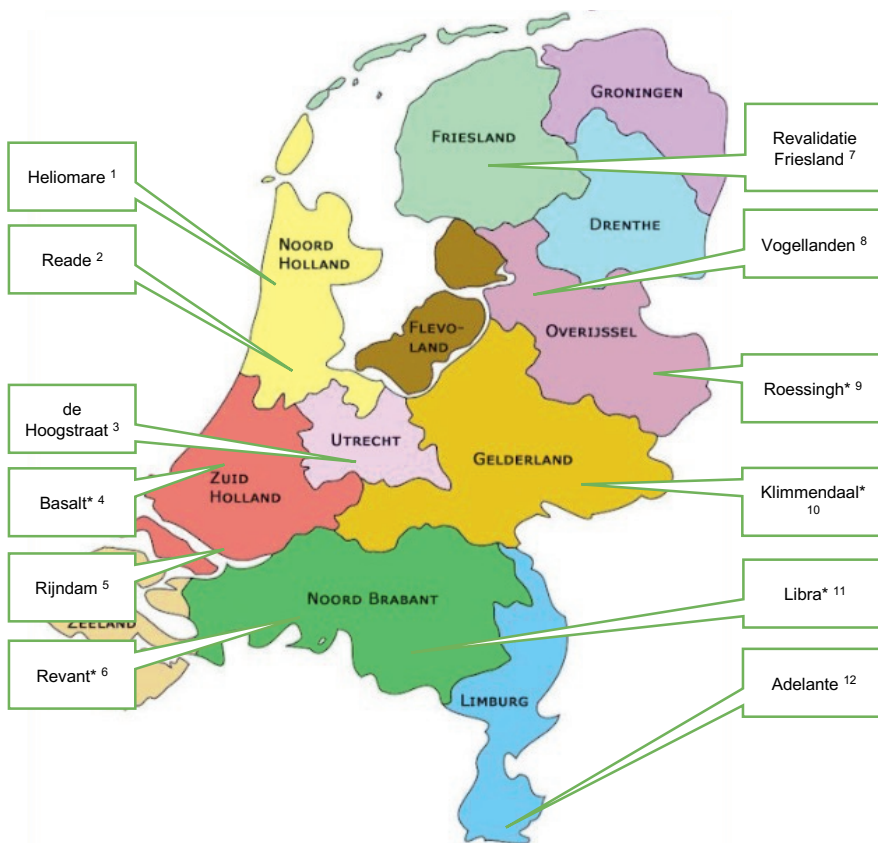 GRONINGEN
FRIESLAND
DRENTHE
NOORD
HOLLAND
FLEVO-
LAND
OVERIJSSEL
UTRECHT
GELDERLAND
ZUID
HOLLAND
NOORD BRABANT
ZEELAND
LIMBURG
Heliomare 1
Reade 2
de
Hoogstraat 3
Basalt* 4
Rijndam 5
Revant* 6
Revalidatie
Friesland 7
Vogellanden 8
Roessingh* 9
Klimmendaal*
10
Libra* 11
Adelante 12